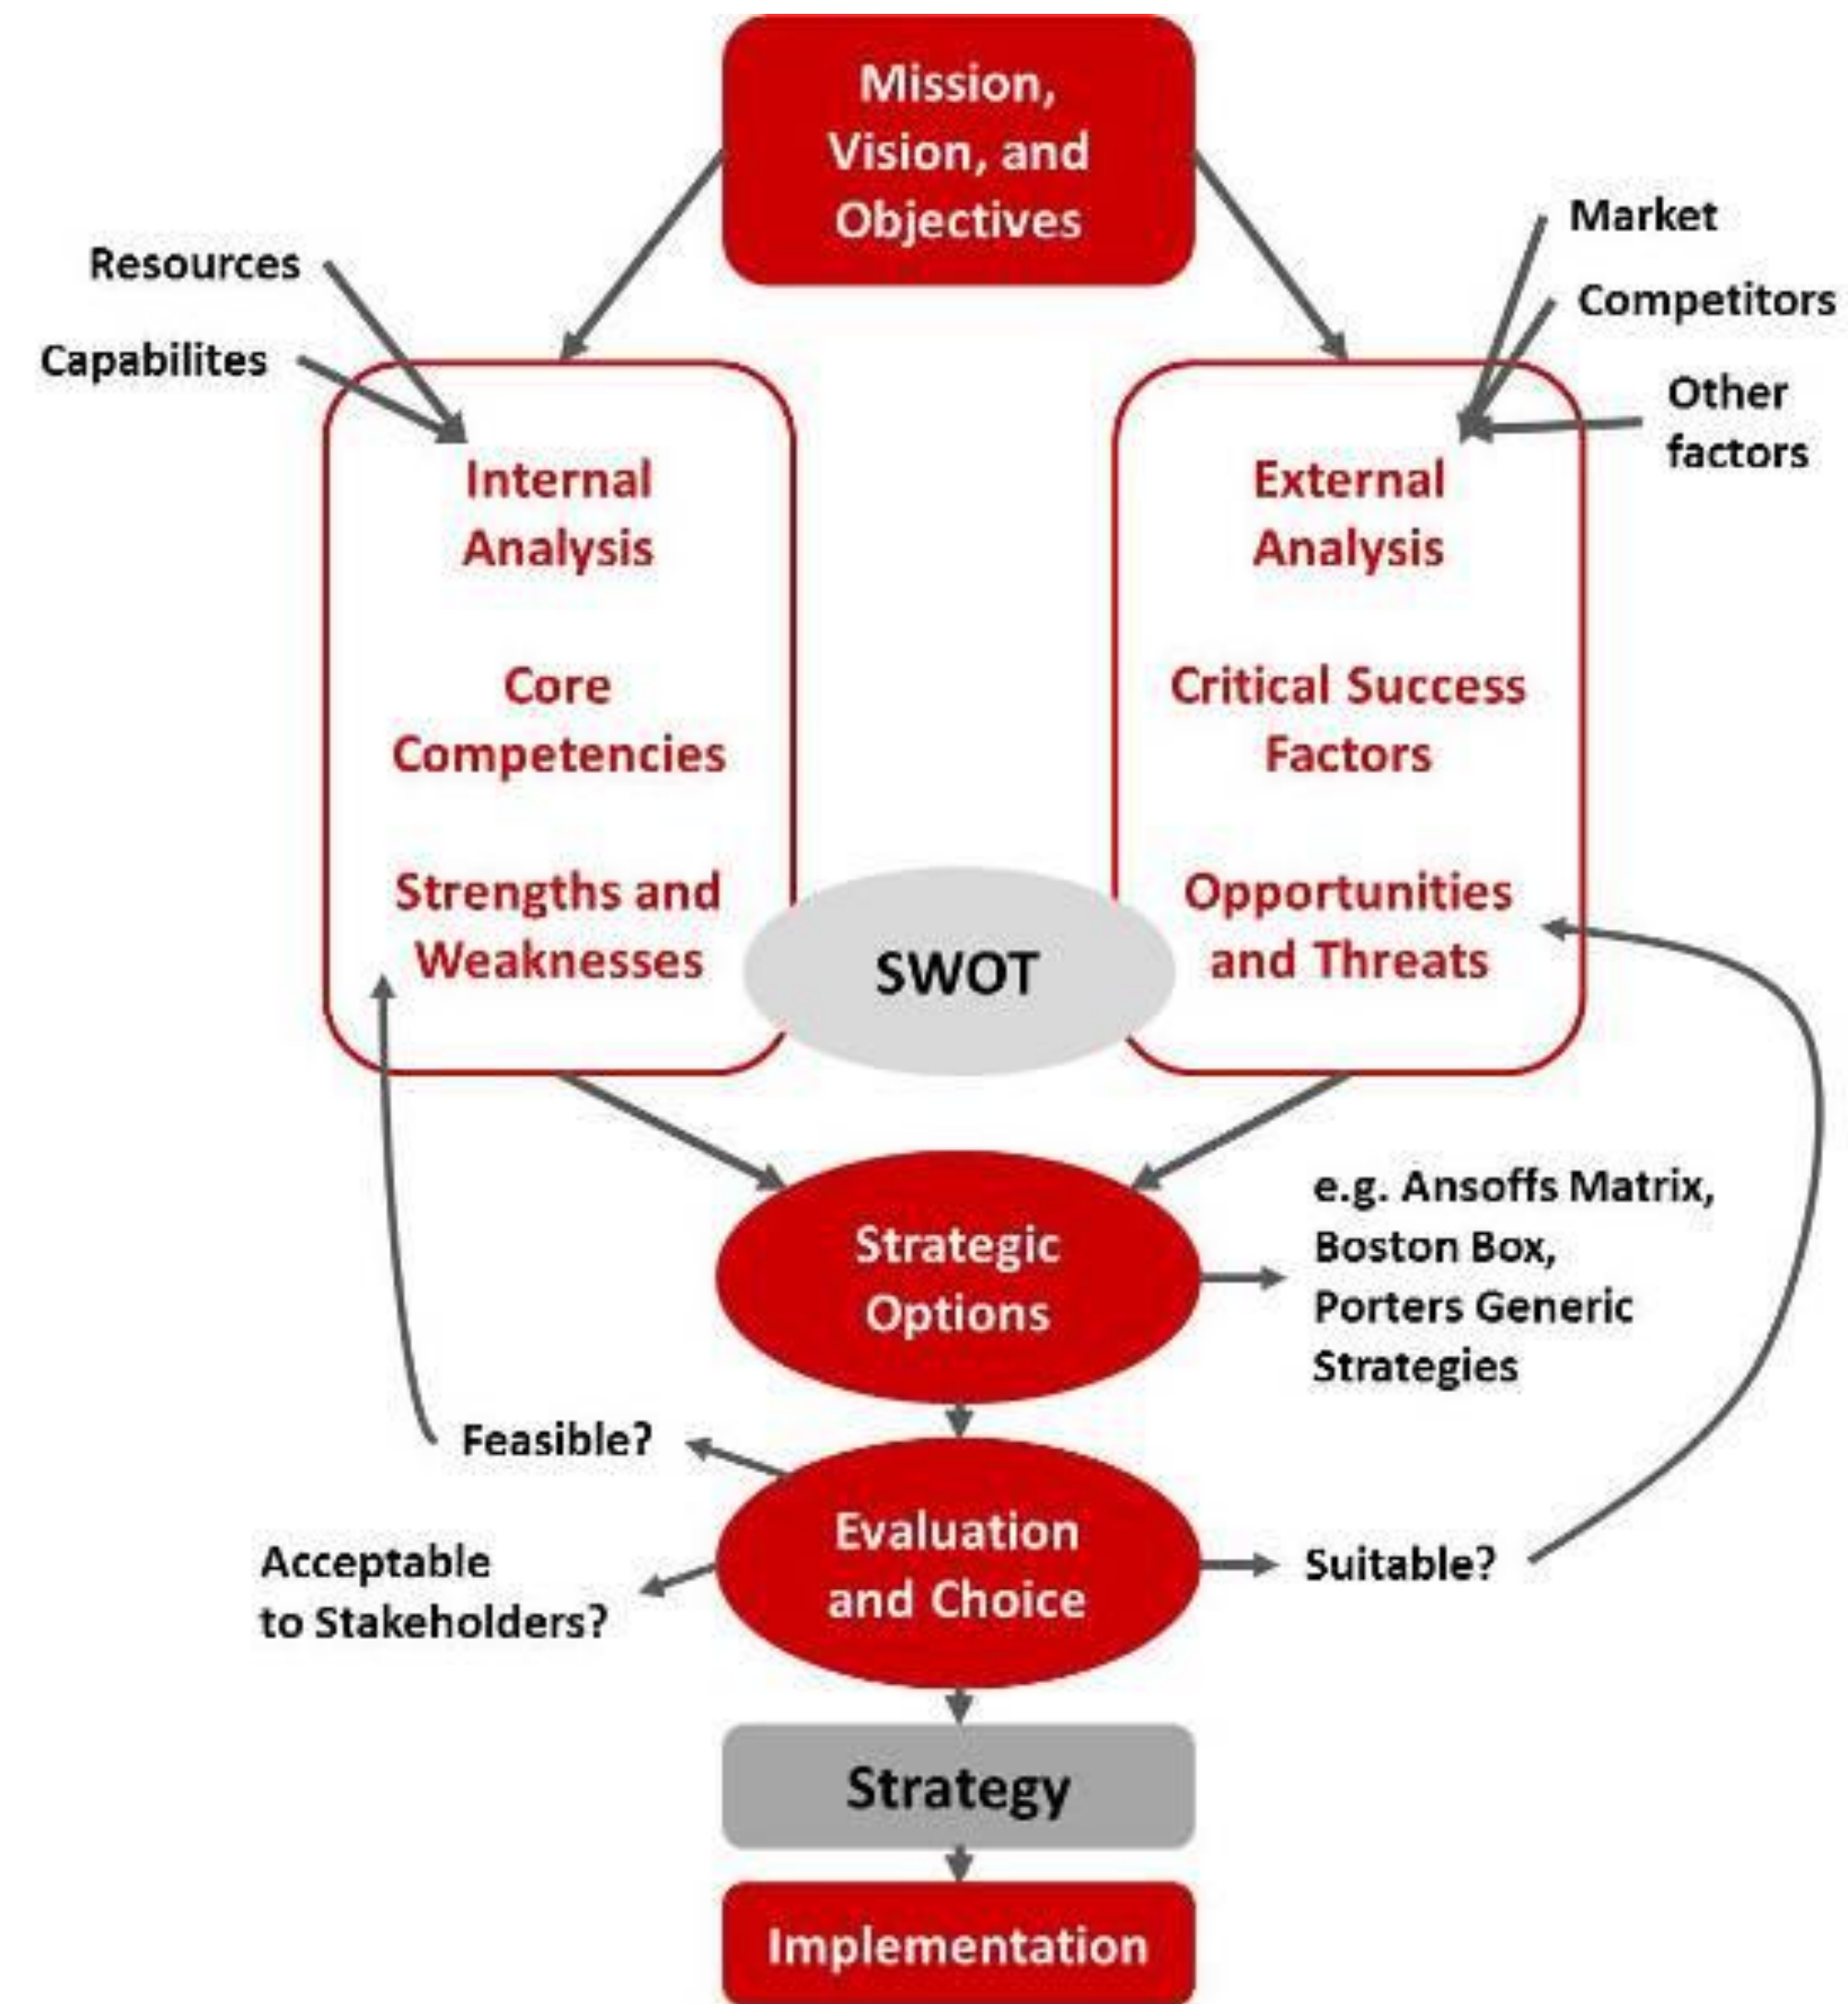 Mission,
Vision, and
Objectives
Resources
Capabilites
Market
Competitors
Other
factors
Internal
Analysis
Core
Competencies
Strengths and
Weaknesses
External
Analysis
Critical Success
Factors
Opportunities
and Threats
SWOT
Strategic
Options
e.g. Ansoffs Matrix,
Boston Box,
Porters Generic
Strategies
Feasible?
Acceptable
to Stakeholders?
Evaluation
and Choice
Suitable?
Strategy
Implementation